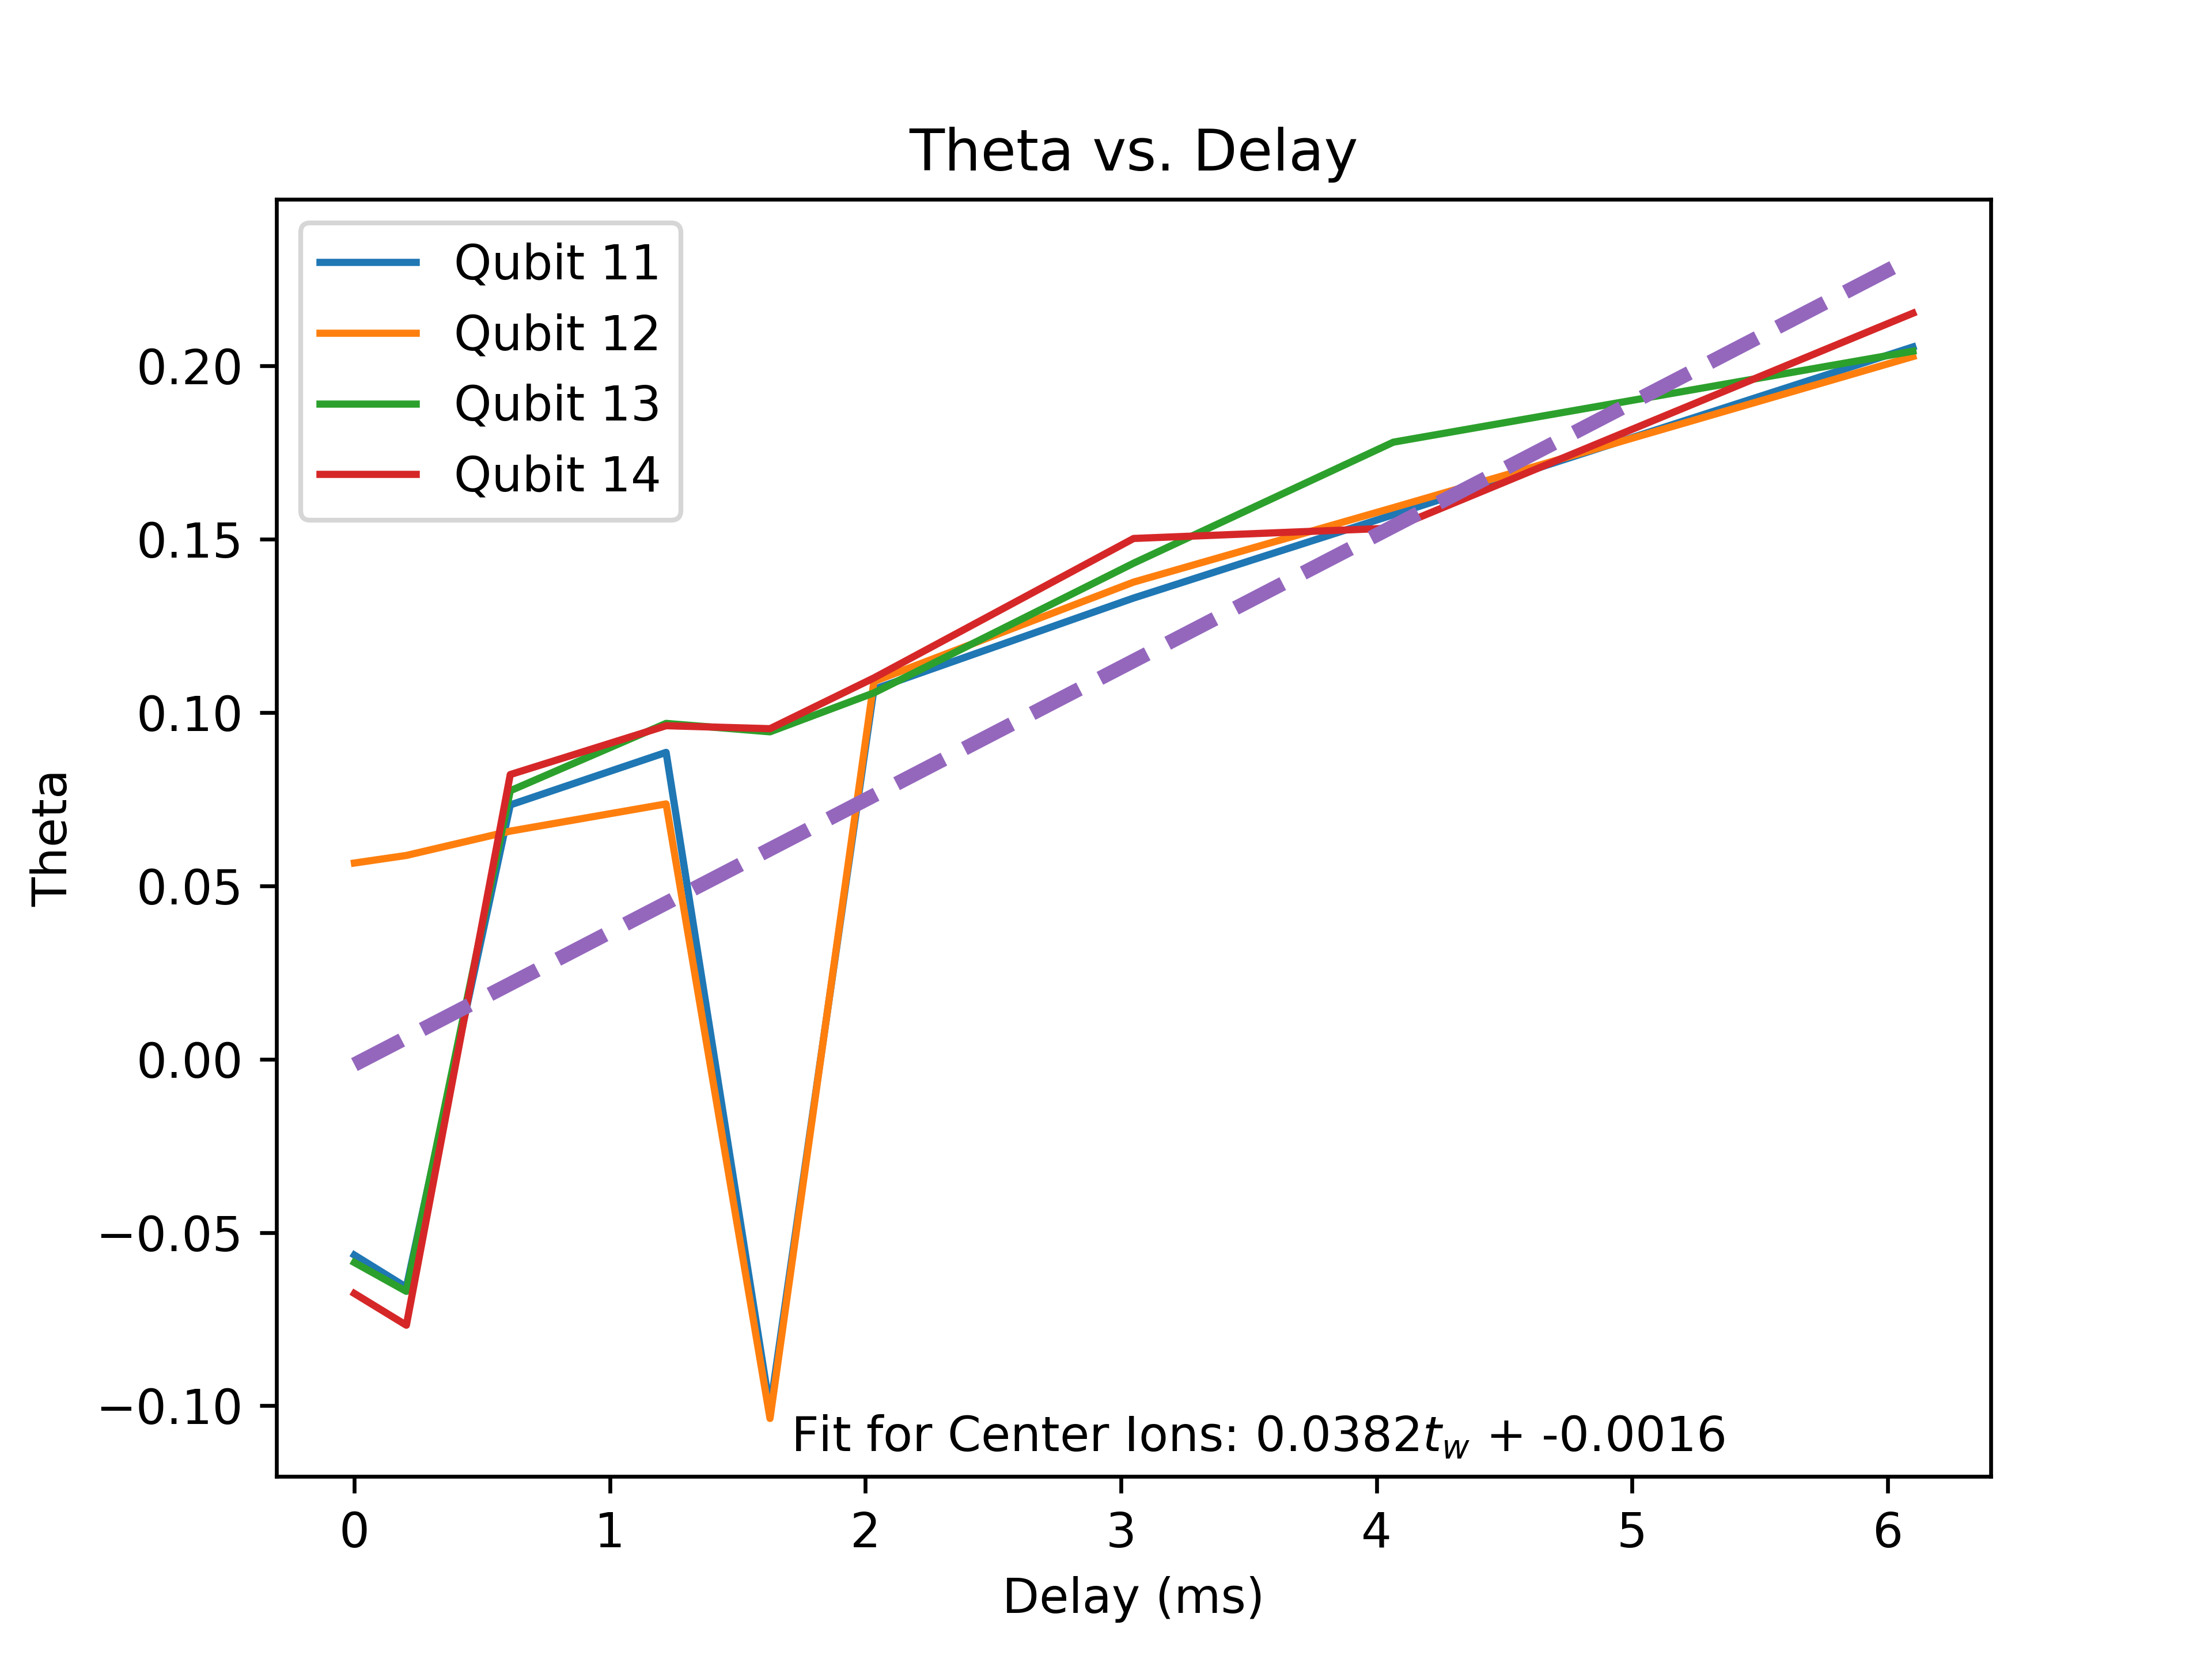 Theta vs. Delay
Qubit 11
Qubit 12
Qubit 13
Qubit 14
Theta
0.20
0.15
0.10
0.05
0.00
−0.05
−0.10
Fit for Center Ions: 0.0382t_w + -0.0016
0 1 2 3 4 5 6
Delay (ms)